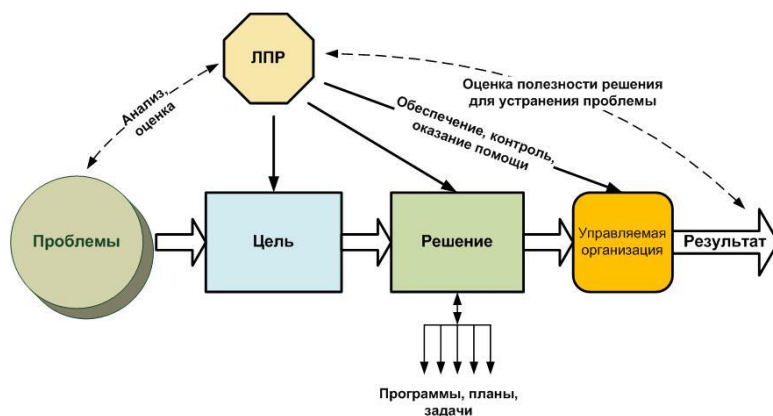 ЛПР
Анализ,
оценка
Оценка полезности решения
для устранения проблемы
Обеспечение, контроль,
оказание помощи
Проблемы
Цель
Решение
Управляемая
организация
Результат
Программы, планы,
задачи